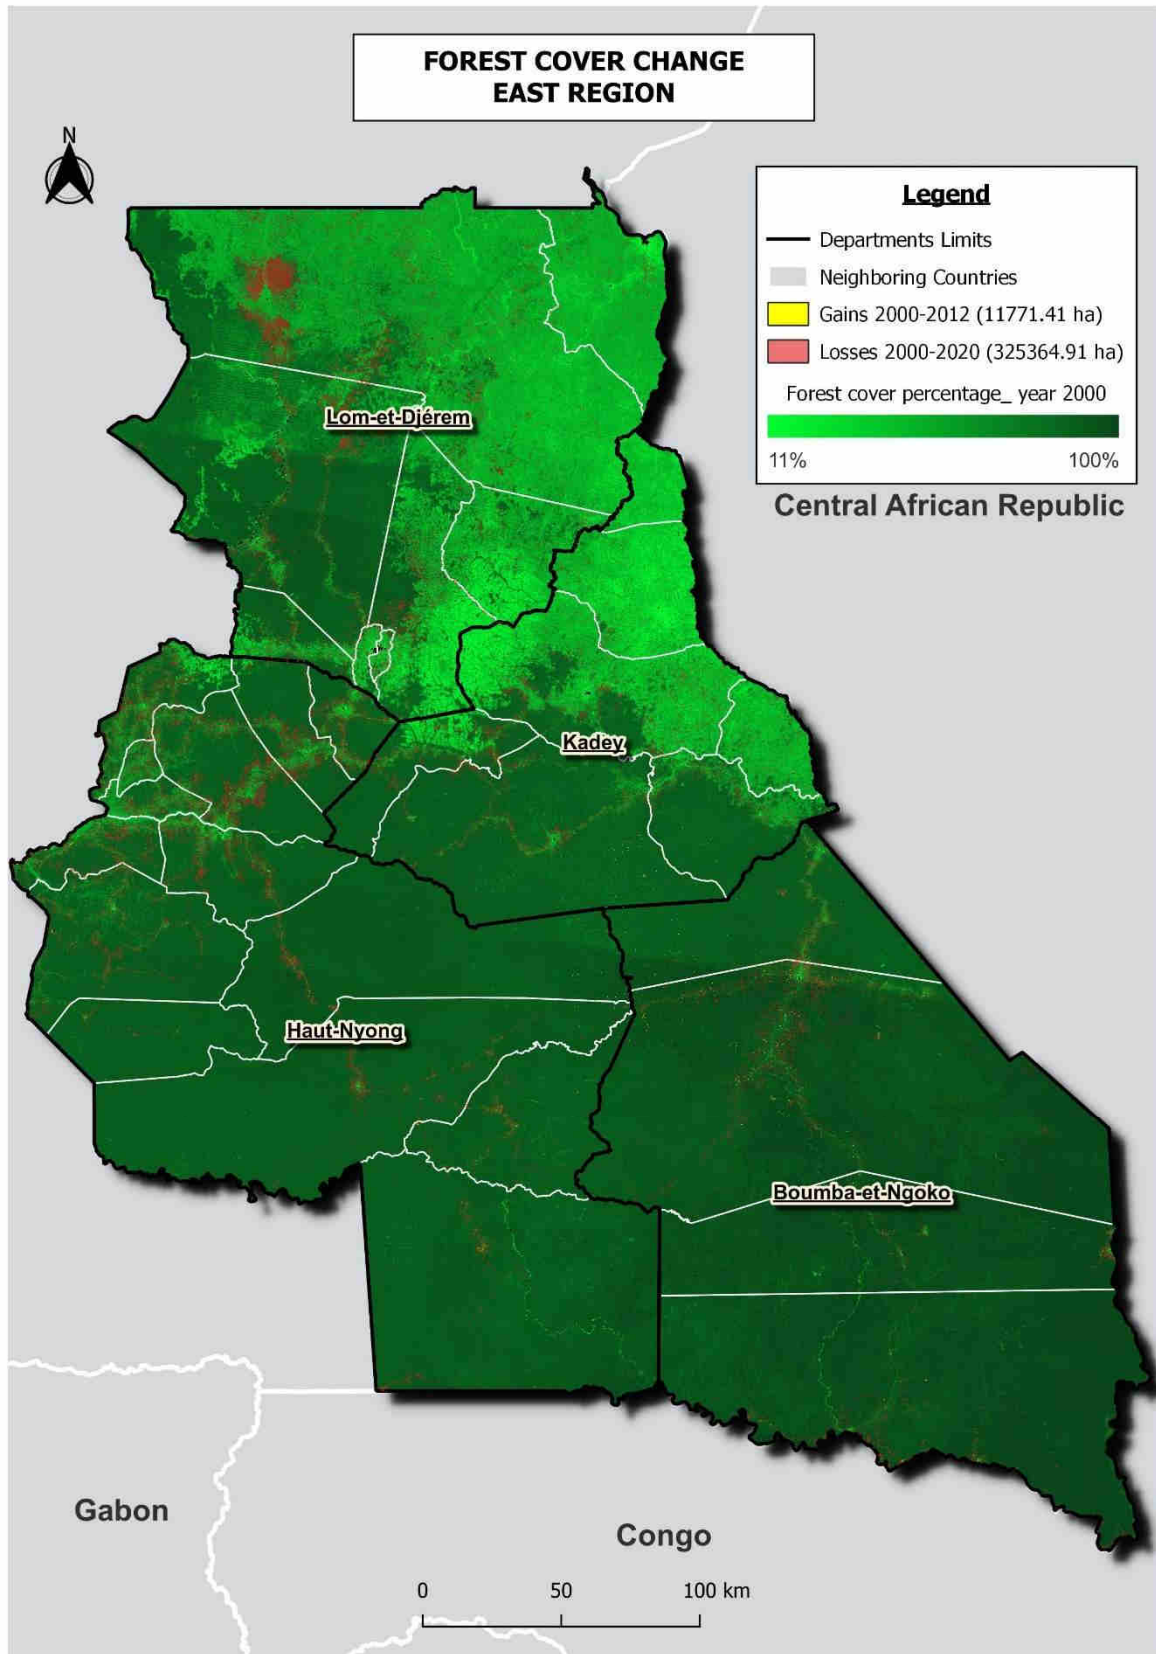 FOREST COVER CHANGE
EAST REGION
N
Legend
Departments Limits
Neighboring Countries
Gains 2000-2012 (11771.41 ha)
Losses 2000-2020 (325364.91 ha)
Forest cover percentage_ year 2000
11% 100%
Central African Republic
Lom-et-Djérem
Kadey
Haut-Nyong
Boumba-et-Ngoko
Gabon
Congo
0 50 100 km